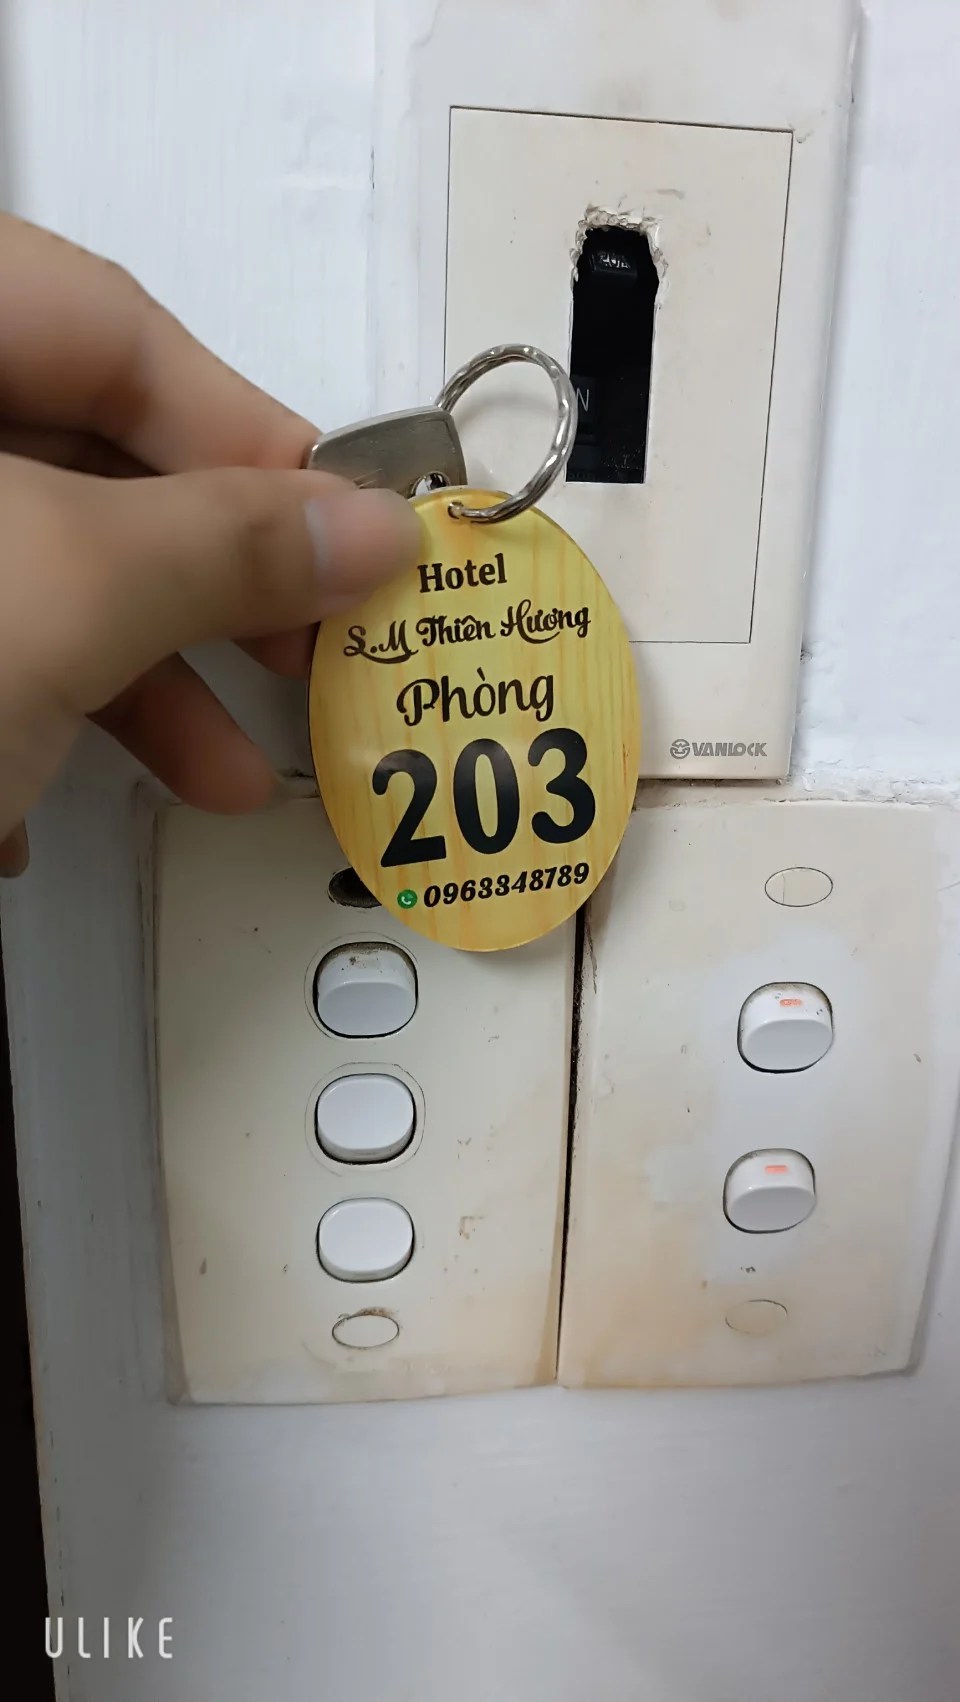 N
Hotel
S.M Thiên Hương
Phòng
203
0963348789
VANLOCK
ULIKE